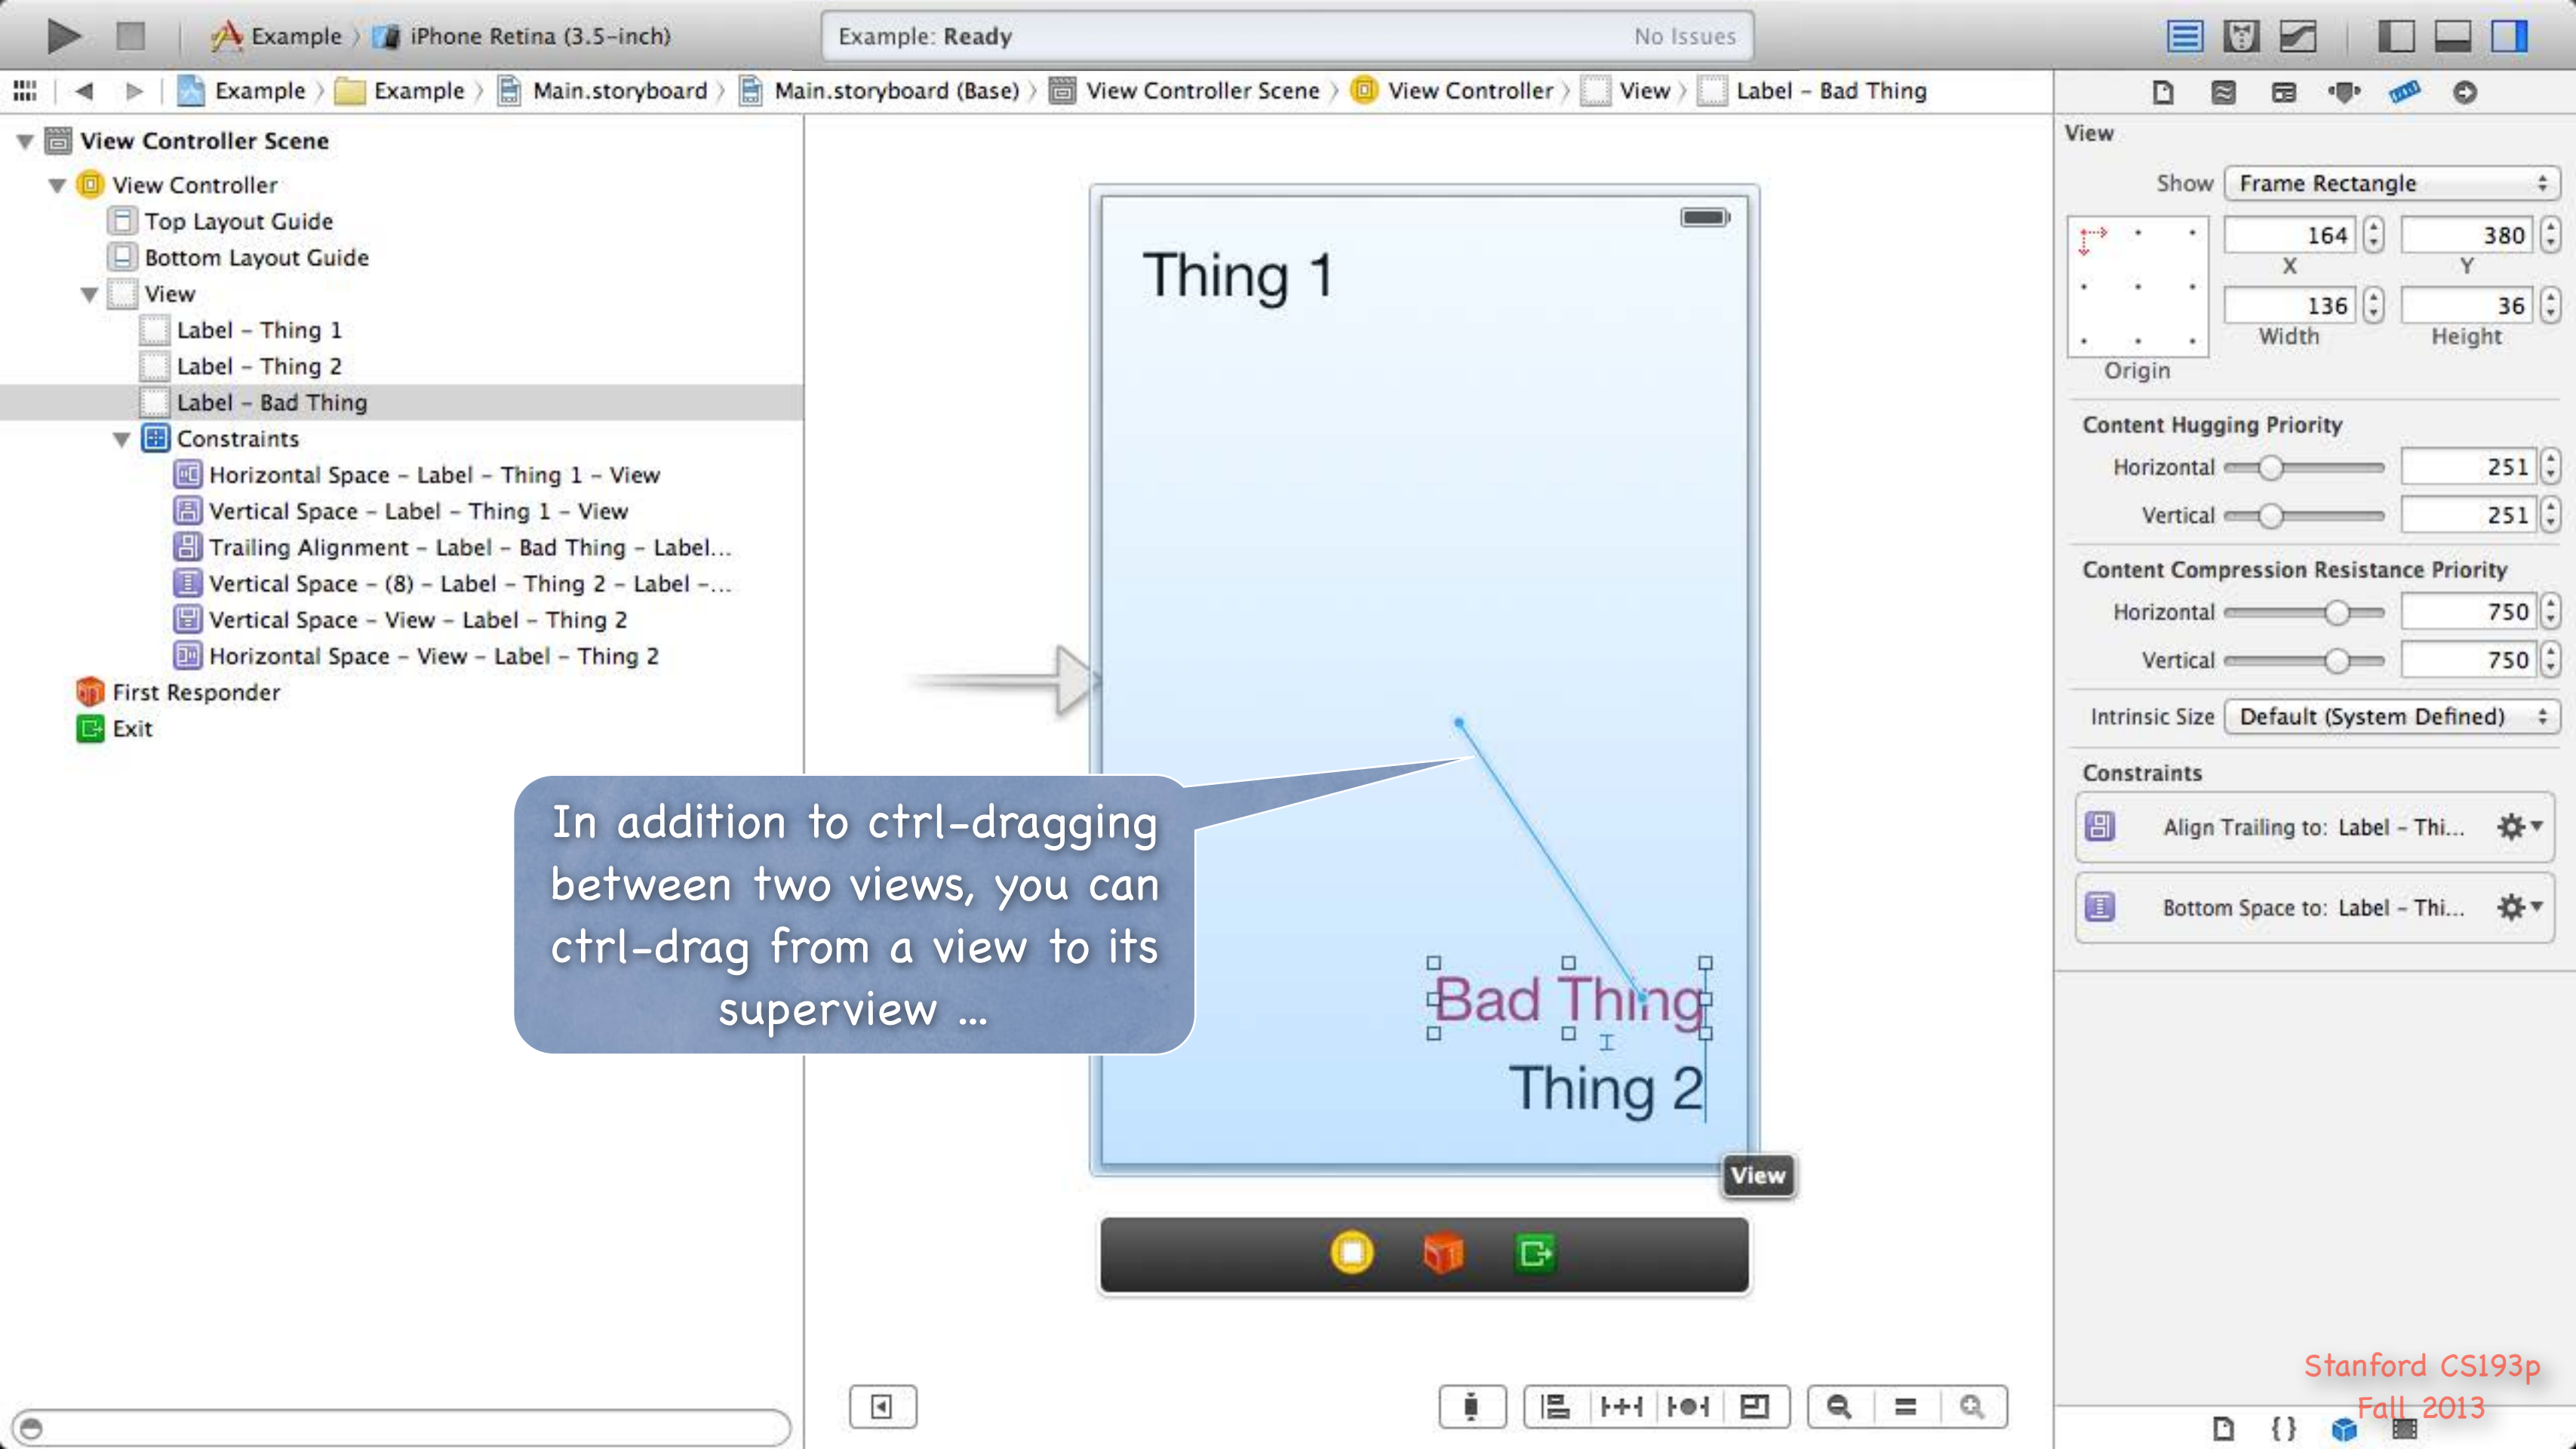 Example › iPhone Retina (3.5-inch)
Example: Ready
No Issues
Example › Example › Main.storyboard › Main.storyboard (Base) › View Controller Scene › View Controller › View › Label – Bad Thing
View Controller Scene
View Controller
Top Layout Guide
Bottom Layout Guide
View
Label – Thing 1
Label – Thing 2
Label – Bad Thing
Constraints
Horizontal Space – Label – Thing 1 – View
Vertical Space – Label – Thing 1 – View
Trailing Alignment – Label – Bad Thing – Label...
Vertical Space – (8) – Label – Thing 2 – Label –...
Vertical Space – View – Label – Thing 2
Horizontal Space – View – Label – Thing 2
First Responder
Exit
Thing 1
In addition to ctrl-dragging
between two views, you can
ctrl-drag from a view to its
superview ...
Bad Thing
Thing 2
View
View
Show Frame Rectangle
164 380
X Y
136 36
Width Height
Origin
Content Hugging Priority
Horizontal 251
Vertical 251
Content Compression Resistance Priority
Horizontal 750
Vertical 750
Intrinsic Size Default (System Defined)
Constraints
Align Trailing to: Label – Thi...
Bottom Space to: Label – Thi...
Stanford CS193p
Fall 2013